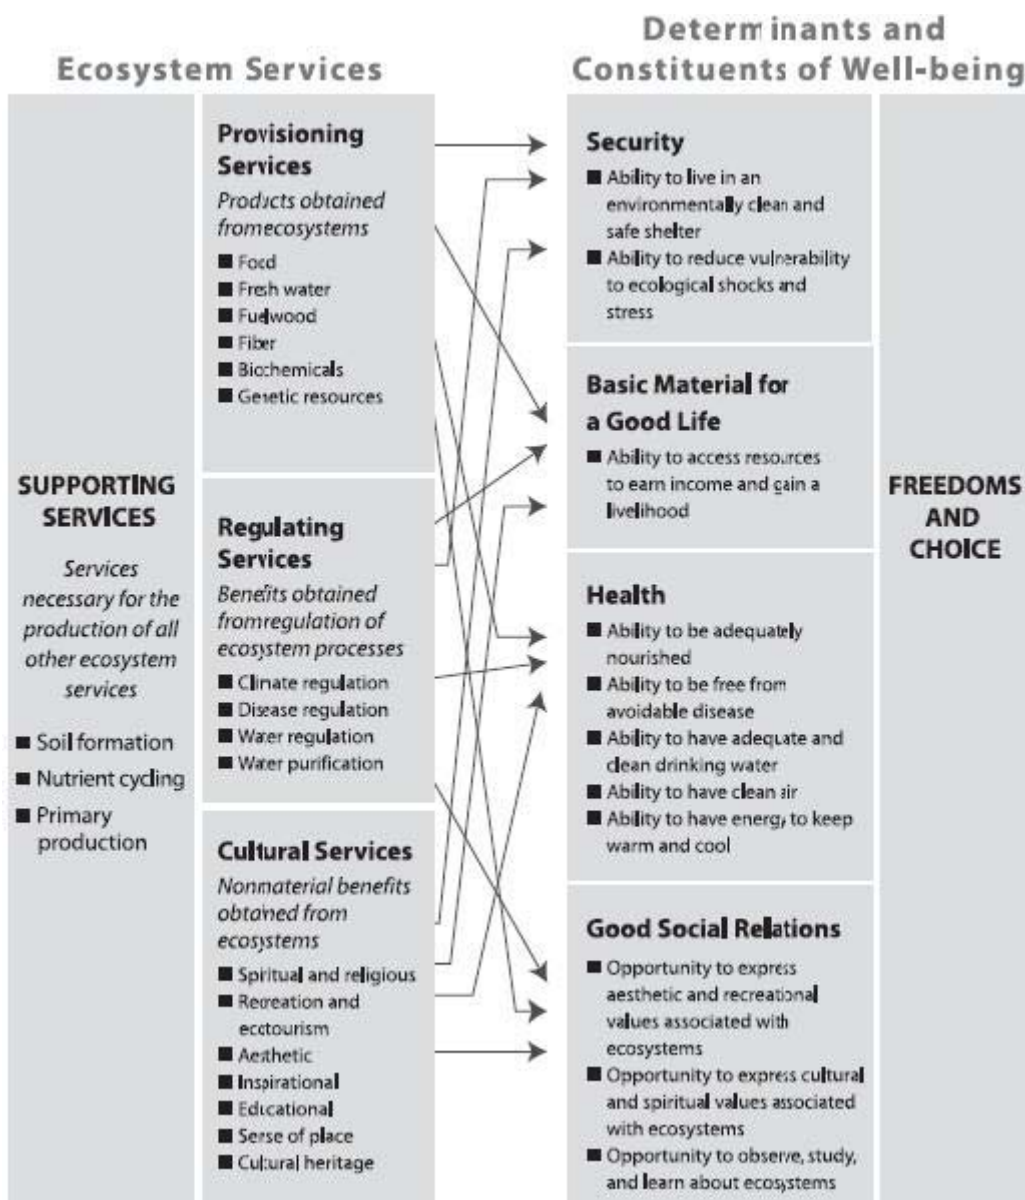 Ecosystem Services
Determinants and
Constituents of Well-being
SUPPORTING
SERVICES
Services
necessary for the
production of all
other ecosystem
services
■ Soil formation
■ Nutrient cycling
■ Primary
production
Provisioning
Services
Products obtained
fromecosystems
■ Food
■ Fresh water
■ Fuelwood
■ Fiber
■ Biochemicals
■ Genetic resources
Regulating
Services
Benefits obtained
fromregulation of
ecosystem processes
■ Climate regulation
■ Disease regulation
■ Water regulation
■ Water purification
Cultural Services
Nonmaterial benefits
obtained from
ecosystems
■ Spiritual and religious
■ Recreation and
ecotourism
■ Aesthetic
■ Inspirational
■ Educational
■ Sense of place
■ Cultural heritage
Security
■ Ability to live in an
environmentally clean and
safe shelter
■ Ability to reduce vulnerability
to ecological shocks and
stress
Basic Material for
a Good Life
■ Ability to access resources
to earn income and gain a
livelihood
Health
■ Ability to be adequately
nourished
■ Ability to be free from
avoidable disease
■ Ability to have adequate and
clean drinking water
■ Ability to have clean air
■ Ability to have energy to keep
warm and cool
Good Social Relations
■ Opportunity to express
aesthetic and recreational
values associated with
ecosystems
■ Opportunity to express cultural
and spiritual values associated
with ecosystems
■ Opportunity to observe, study,
and learn about ecosystems
FREEDOMS
AND
CHOICE